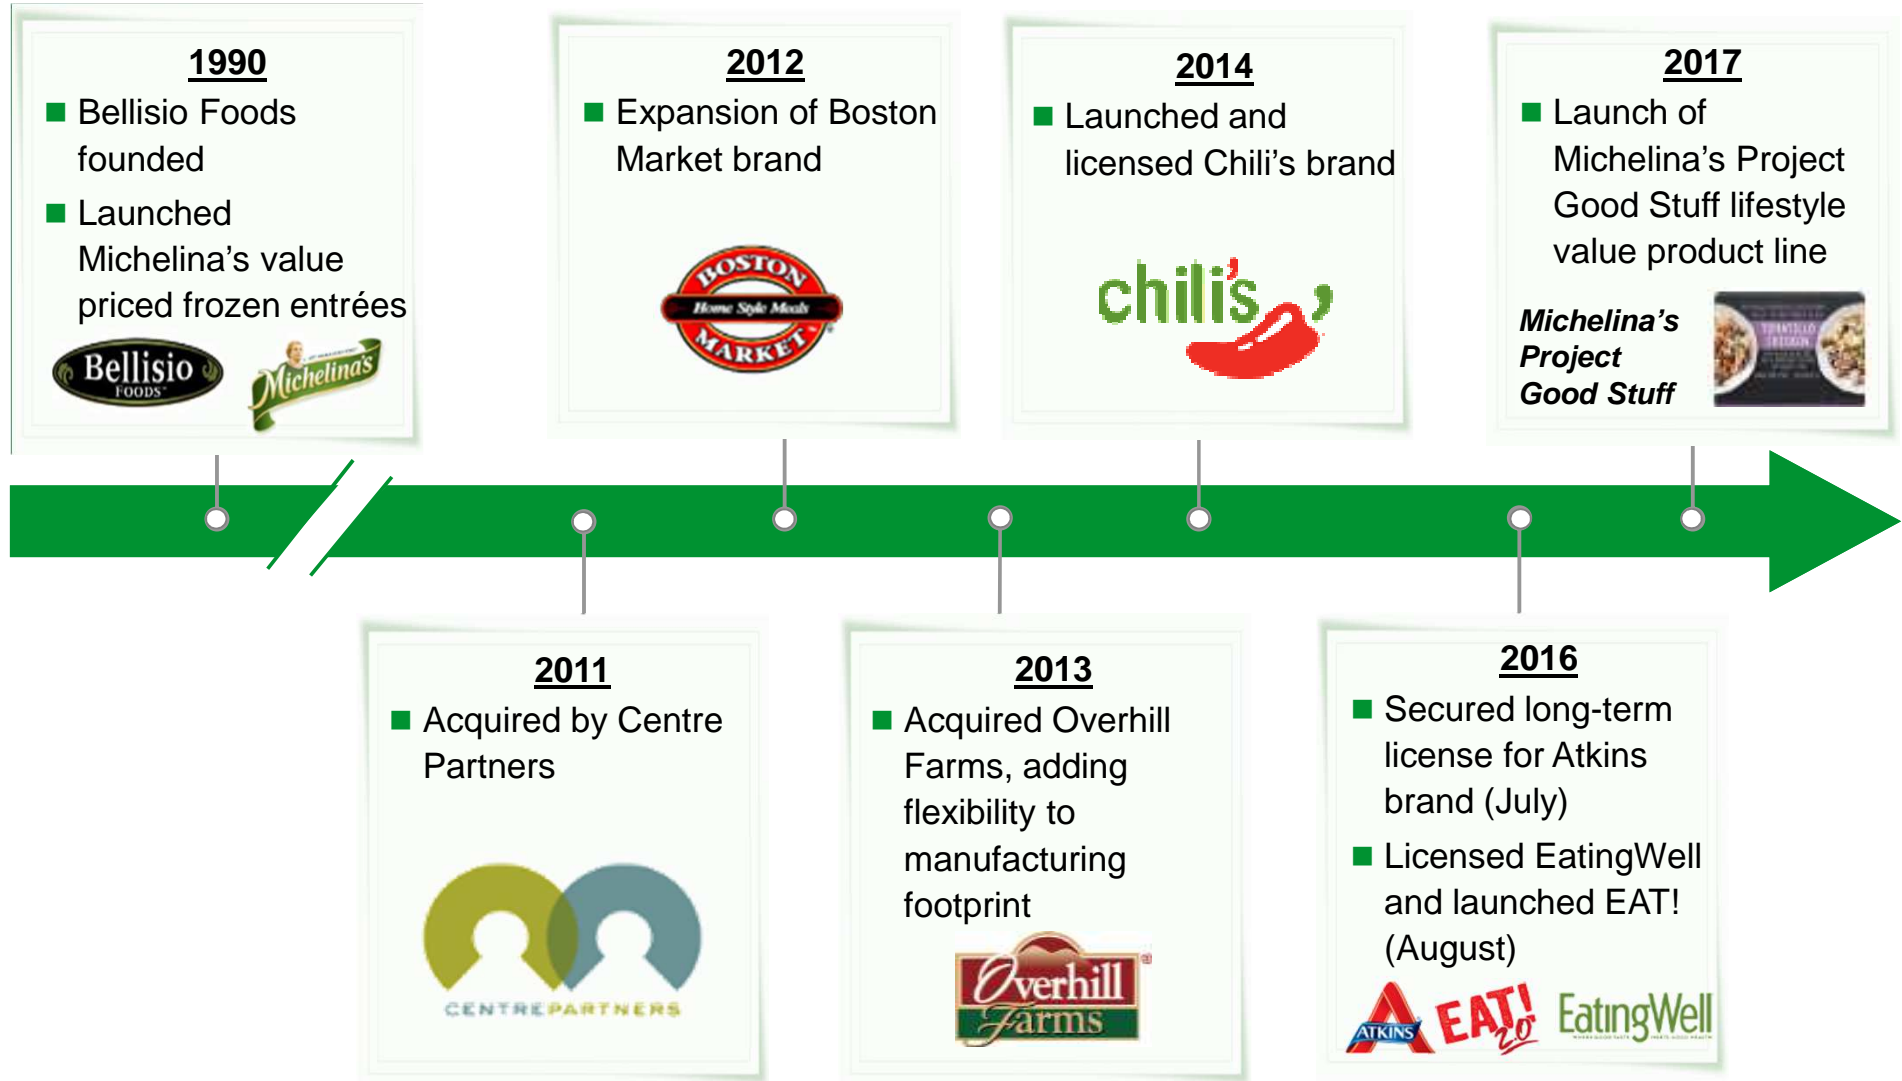 1990
Bellisio Foods
founded
Launched
Michelina's value
priced frozen entrées
Bellisio
FOODS
Michelina's
2012
Expansion of Boston
Market brand
BOSTON
Home Style Meals
MARKET
2014
Launched and
licensed Chili's brand
chili's
2017
Launch of
Michelina's Project
Good Stuff lifestyle
value product line
Michelina's
Project
Good Stuff
2011
Acquired by Centre
Partners
CENTREPARTNERS
2013
Acquired Overhill
Farms, adding
flexibility to
manufacturing
footprint
Overhill
Farms
2016
Secured long-term
license for Atkins
brand (July)
Licensed EatingWell
and launched EAT!
(August)
ATKINS
EAT!
2.0
EatingWell